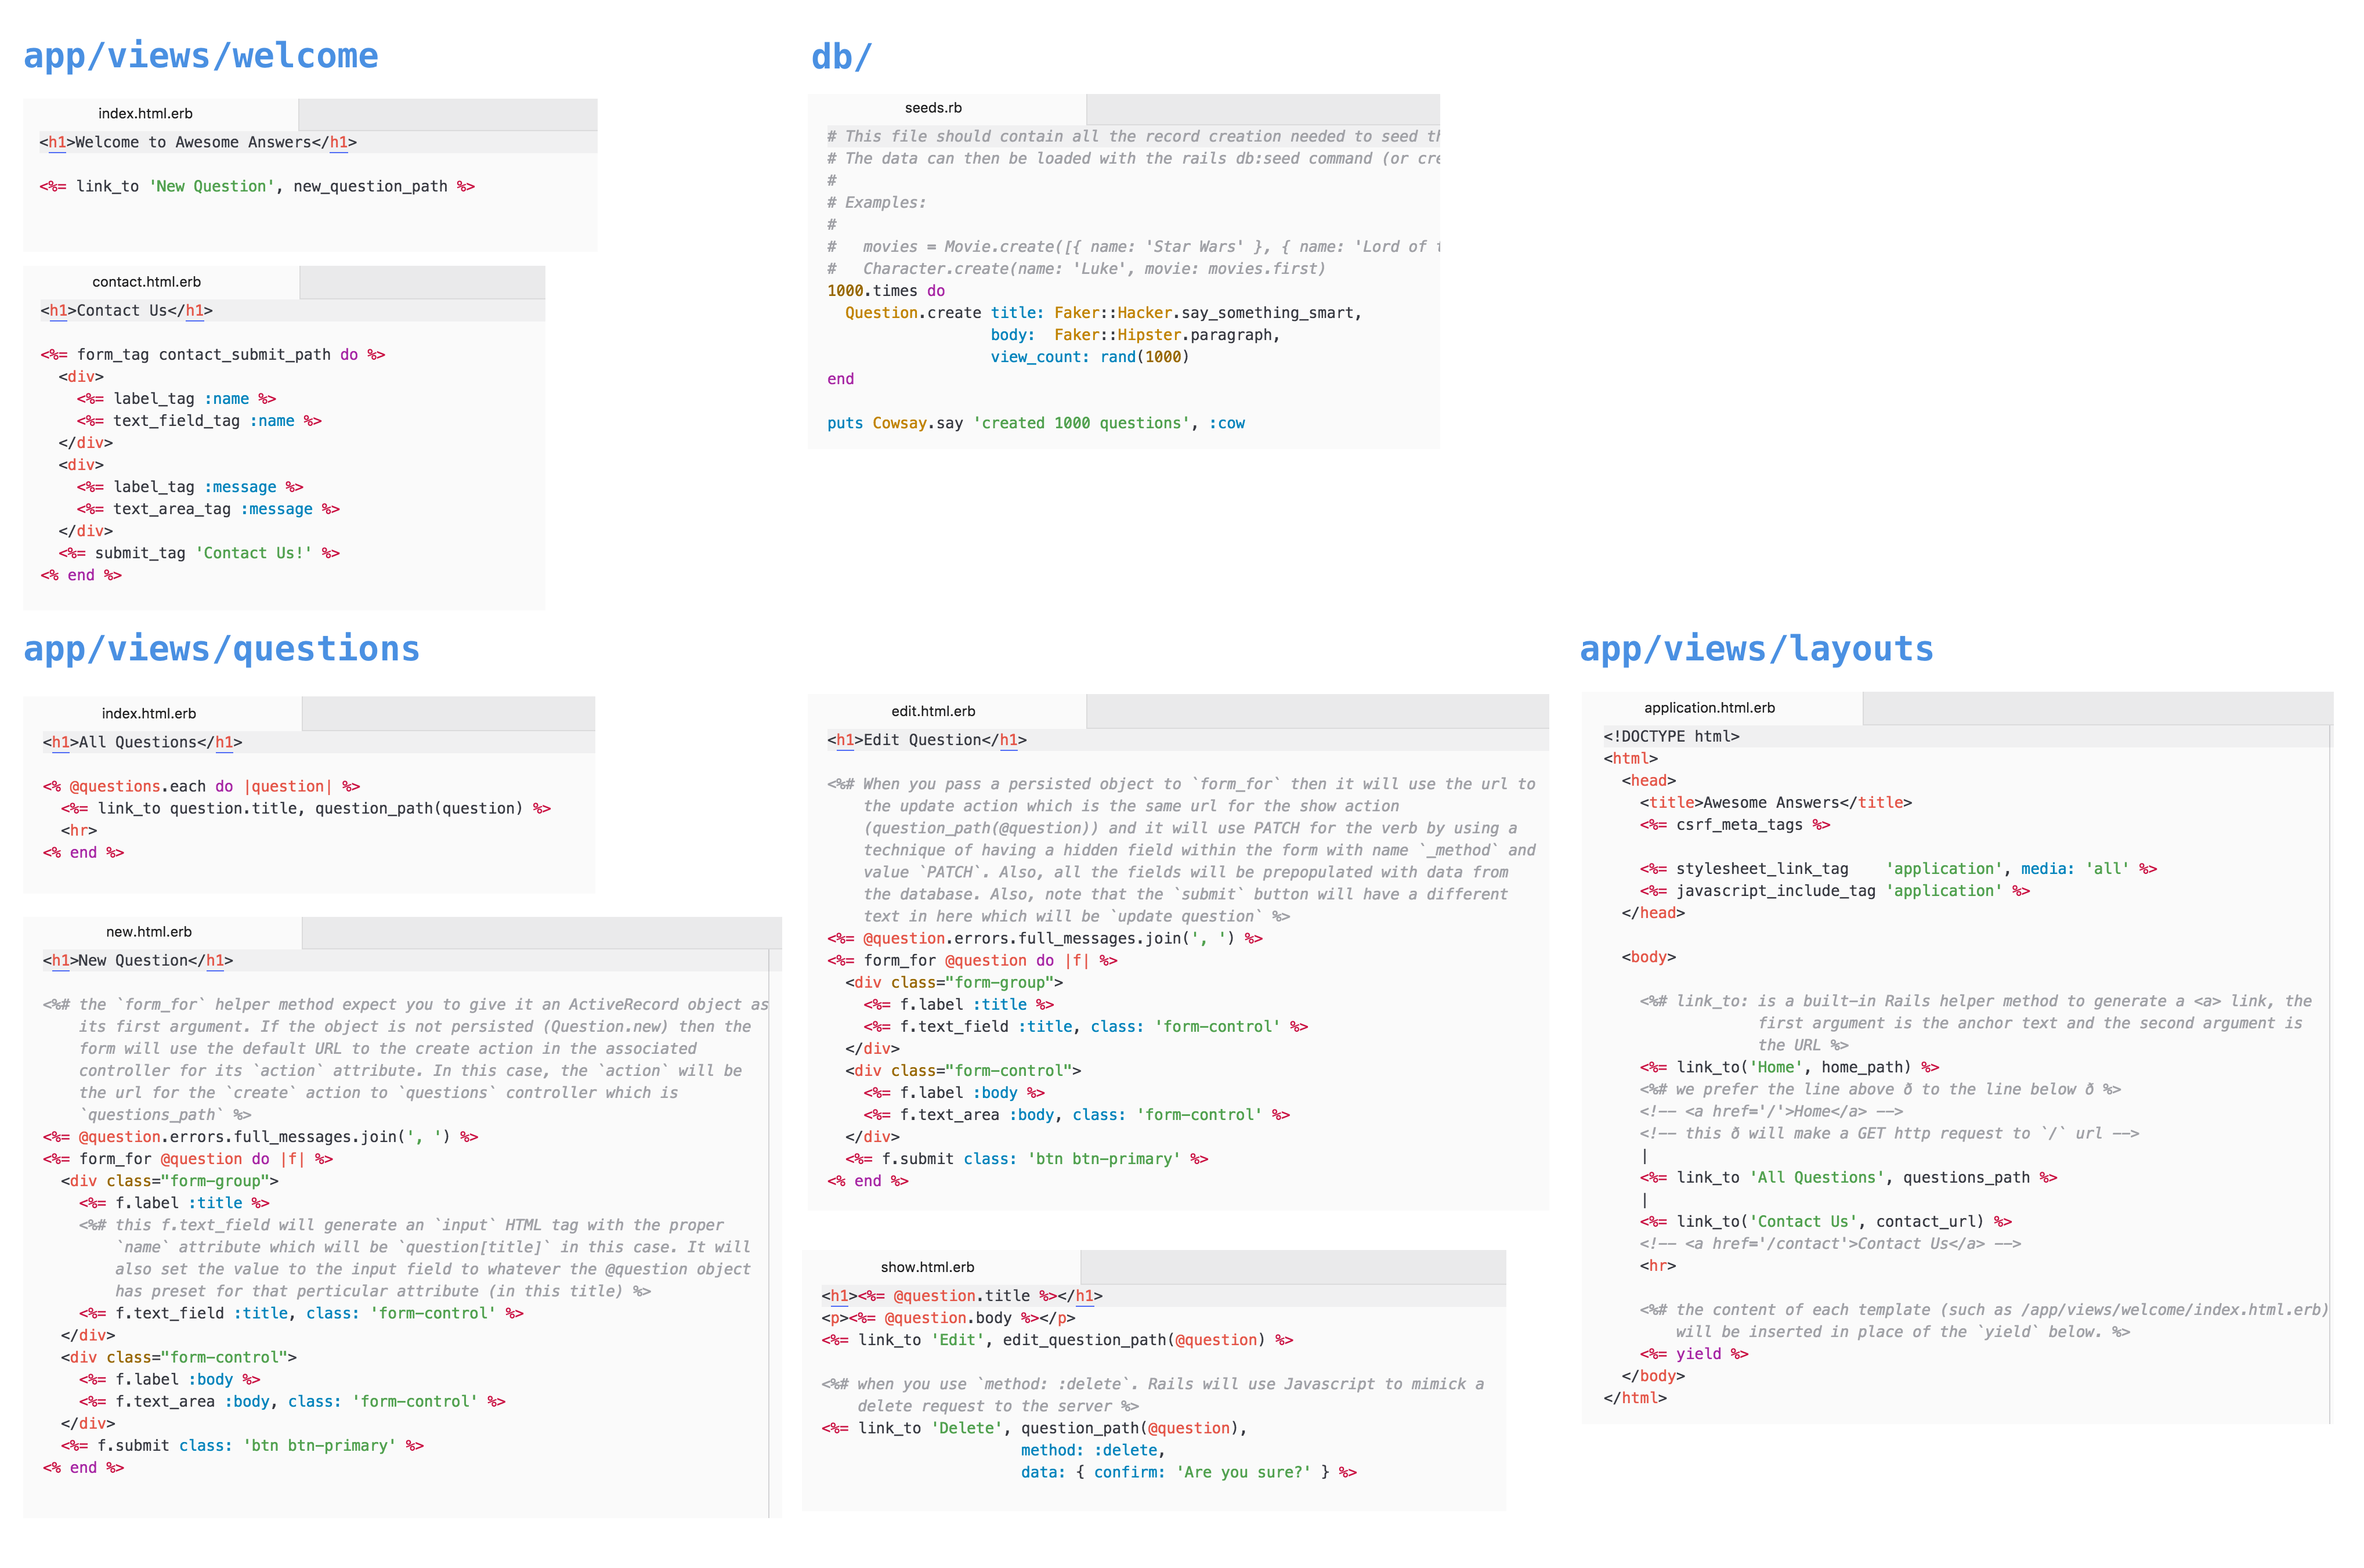 app/views/welcome
index.html.erb
<h1>Welcome to Awesome Answers</h1>
<%= link_to 'New Question', new_question_path %>
contact.html.erb
<h1>Contact Us</h1>
<%= form_tag contact_submit_path do %>
  <div>
    <%= label_tag :name %>
    <%= text_field_tag :name %>
  </div>
  <div>
    <%= label_tag :message %>
    <%= text_area_tag :message %>
  </div>
  <%= submit_tag 'Contact Us!' %>
<% end %>
db/
seeds.rb
# This file should contain all the record creation needed to seed th
# The data can then be loaded with the rails db:seed command (or cre
#
# Examples:
#
#   movies = Movie.create([{ name: 'Star Wars' }, { name: 'Lord of t
#   Character.create(name: 'Luke', movie: movies.first)
1000.times do
  Question.create title: Faker::Hacker.say_something_smart,
                  body:  Faker::Hipster.paragraph,
                  view_count: rand(1000)
end
puts Cowsay.say 'created 1000 questions', :cow
app/views/questions
index.html.erb
<h1>All Questions</h1>
<% @questions.each do |question| %>
  <%= link_to question.title, question_path(question) %>
  <hr>
<% end %>
new.html.erb
<h1>New Question</h1>
<%# the `form_for` helper method expect you to give it an ActiveRecord object as
    its first argument. If the object is not persisted (Question.new) then the
    form will use the default URL to the create action in the associated
    controller for its `action` attribute. In this case, the `action` will be
    the url for the `create` action to `questions` controller which is
    `questions_path` %>
<%= @question.errors.full_messages.join(', ') %>
<%= form_for @question do |f| %>
  <div class="form-group">
    <%= f.label :title %>
    <%# this f.text_field will generate an `input` HTML tag with the proper
        `name` attribute which will be `question[title]` in this case. It will
        also set the value to the input field to whatever the @question object
        has preset for that perticular attribute (in this title) %>
    <%= f.text_field :title, class: 'form-control' %>
  </div>
  <div class="form-control">
    <%= f.label :body %>
    <%= f.text_area :body, class: 'form-control' %>
  </div>
  <%= f.submit class: 'btn btn-primary' %>
<% end %>
edit.html.erb
<h1>Edit Question</h1>
<%# When you pass a persisted object to `form_for` then it will use the url to
    the update action which is the same url for the show action
    (question_path(@question)) and it will use PATCH for the verb by using a
    technique of having a hidden field within the form with name `_method` and
    value `PATCH`. Also, all the fields will be prepopulated with data from
    the database. Also, note that the `submit` button will have a different
    text in here which will be `update question` %>
<%= @question.errors.full_messages.join(', ') %>
<%= form_for @question do |f| %>
  <div class="form-group">
    <%= f.label :title %>
    <%= f.text_field :title, class: 'form-control' %>
  </div>
  <div class="form-control">
    <%= f.label :body %>
    <%= f.text_area :body, class: 'form-control' %>
  </div>
  <%= f.submit class: 'btn btn-primary' %>
<% end %>
show.html.erb
<h1><%= @question.title %></h1>
<p><%= @question.body %></p>
<%= link_to 'Edit', edit_question_path(@question) %>
<%# when you use `method: :delete`. Rails will use Javascript to mimick a
    delete request to the server %>
<%= link_to 'Delete', question_path(@question),
                      method: :delete,
                      data: { confirm: 'Are you sure?' } %>
app/views/layouts
application.html.erb
<!DOCTYPE html>
<html>
  <head>
    <title>Awesome Answers</title>
    <%= csrf_meta_tags %>
    <%= stylesheet_link_tag    'application', media: 'all' %>
    <%= javascript_include_tag 'application' %>
  </head>
  <body>
    <%# link_to: is a built-in Rails helper method to generate a <a> link, the
                 first argument is the anchor text and the second argument is
                 the URL %>
    <%= link_to('Home', home_path) %>
    <%# we prefer the line above ð to the line below ð %>
    <!-- <a href='/'>Home</a> -->
    <!-- this ð will make a GET http request to `/` url -->
    |
    <%= link_to 'All Questions', questions_path %>
    |
    <%= link_to('Contact Us', contact_url) %>
    <!-- <a href='/contact'>Contact Us</a> -->
    <hr>
    <%# the content of each template (such as /app/views/welcome/index.html.erb)
        will be inserted in place of the `yield` below. %>
    <%= yield %>
  </body>
</html>